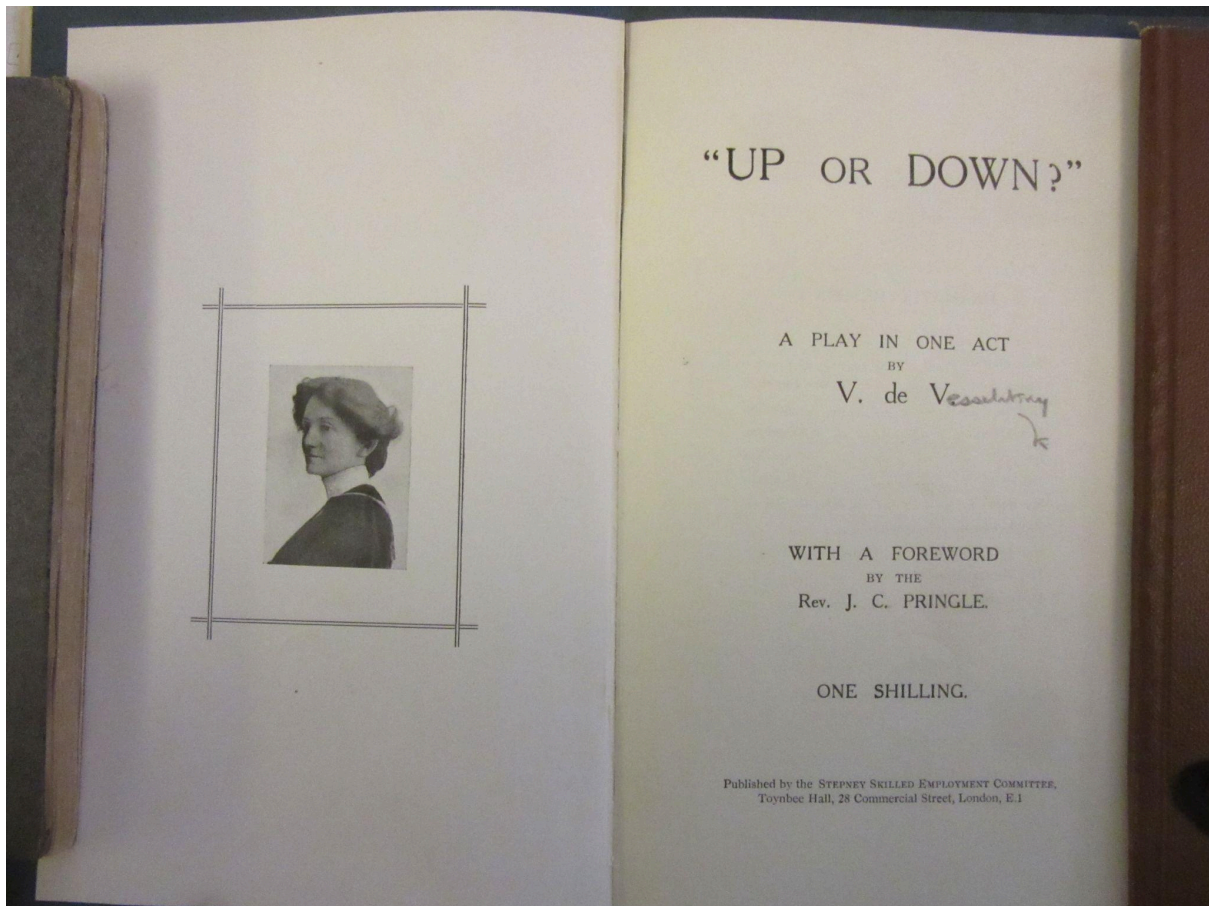 “UP OR DOWN?”
A PLAY IN ONE ACT
BY
V. de V.
WITH A FOREWORD
BY THE
Rev. J. C. PRINGLE.
ONE SHILLING.
Published by the STEPNEY SKILLED EMPLOYMENT COMMITTEE,
Toynbee Hall, 28 Commercial Street, London, E.1